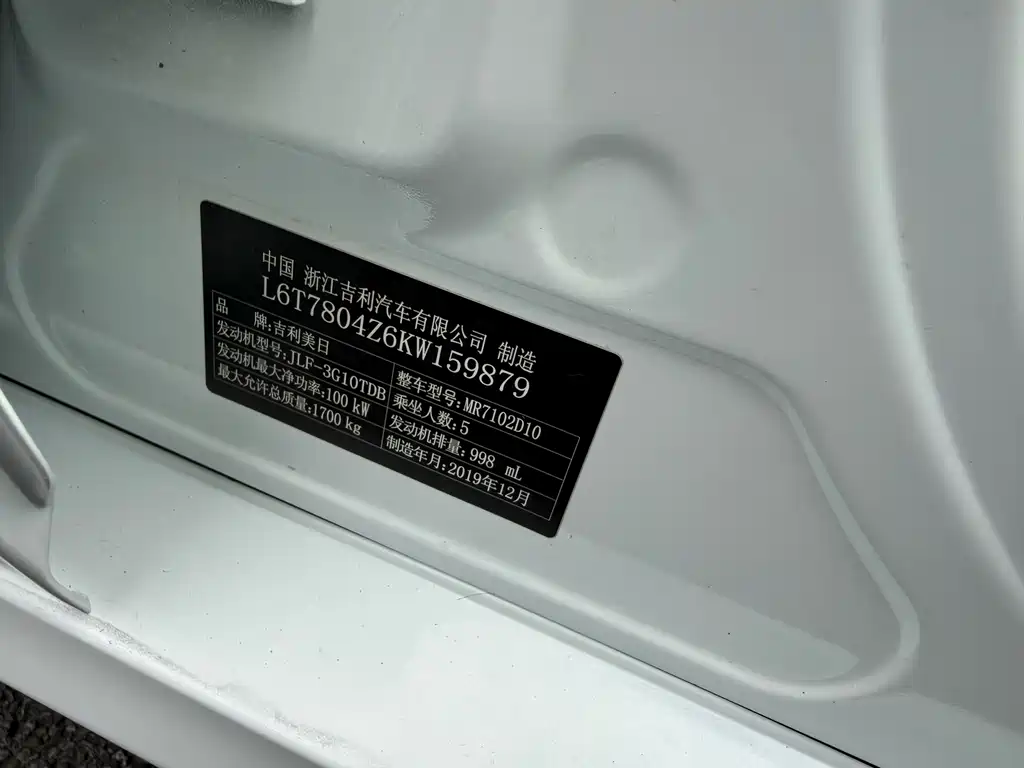 中国 浙江吉利汽车有限公司 制造
L6T7804Z6KW159879
品 牌:吉利美日
整车型号:MR7102D10
发动机型号:JLF-3G10TDB
乘坐人数:5
发动机最大净功率:100 kW
发动机排量:998 mL
最大允许总质量:1700 kg
制造年月:2019年12月